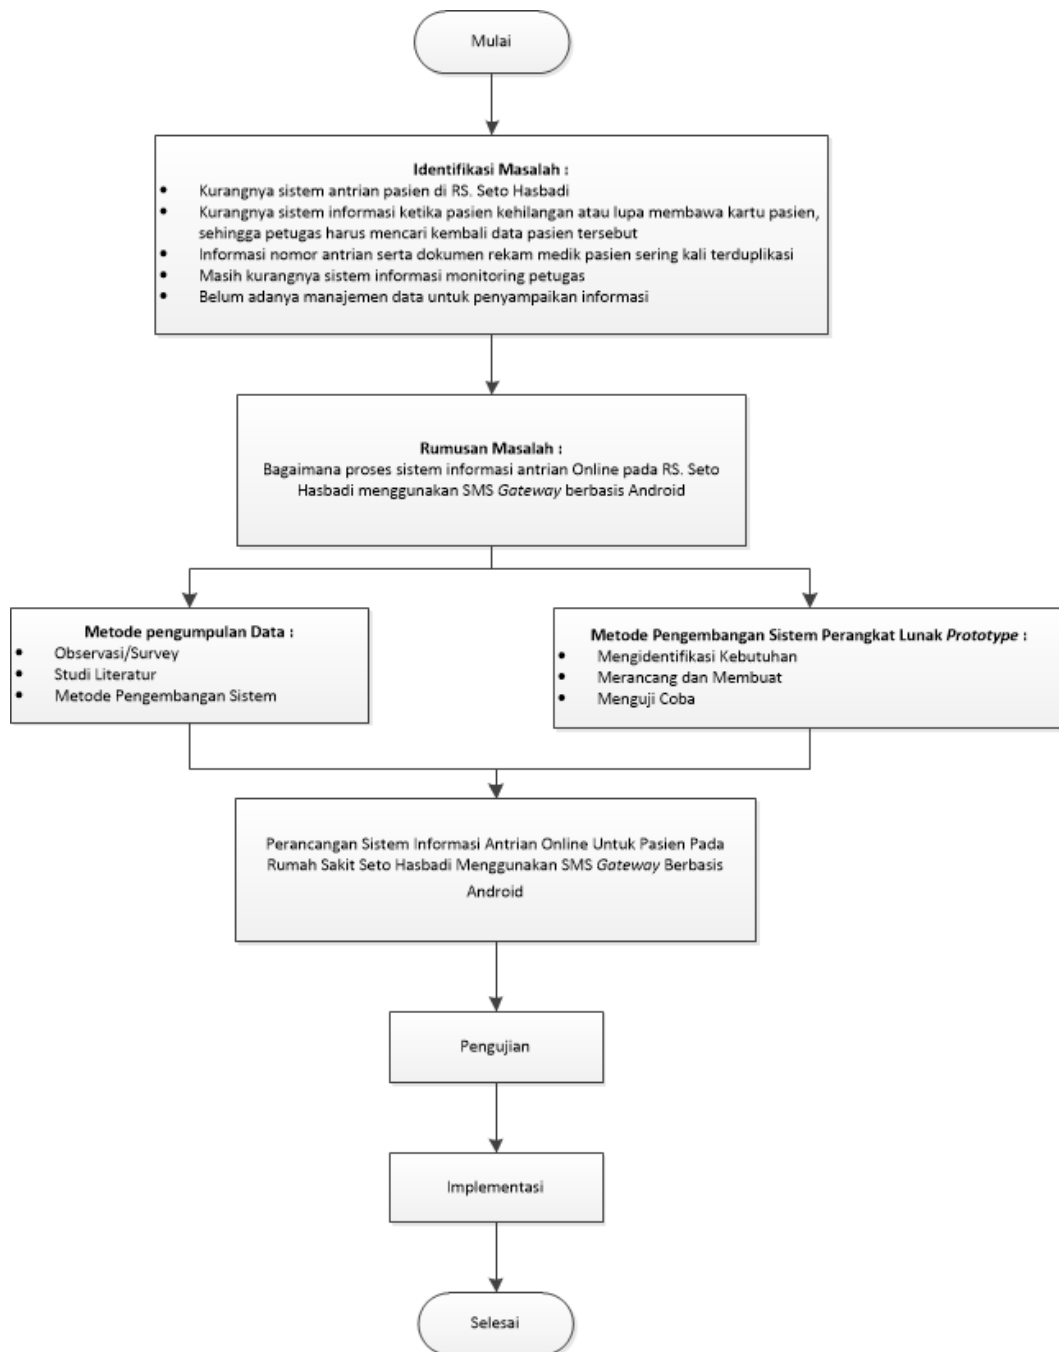 Mulai
Identifikasi Masalah :
• Kurangnya sistem antrian pasien di RS. Seto Hasbadi
• Kurangnya sistem informasi ketika pasien kehilangan atau lupa membawa kartu pasien,
sehingga petugas harus mencari kembali data pasien tersebut
• Informasi nomor antrian serta dokumen rekam medik pasien sering kali terduplikasi
• Masih kurangnya sistem informasi monitoring petugas
• Belum adanya manajemen data untuk penyampaikan informasi
Rumusan Masalah :
Bagaimana proses sistem informasi antrian Online pada RS. Seto
Hasbadi menggunakan SMS Gateway berbasis Android
Metode pengumpulan Data :
• Observasi/Survey
• Studi Literatur
• Metode Pengembangan Sistem
Metode Pengembangan Sistem Perangkat Lunak Prototype :
• Mengidentifikasi Kebutuhan
• Merancang dan Membuat
• Menguji Coba
Perancangan Sistem Informasi Antrian Online Untuk Pasien Pada
Rumah Sakit Seto Hasbadi Menggunakan SMS Gateway Berbasis
Android
Pengujian
Implementasi
Selesai